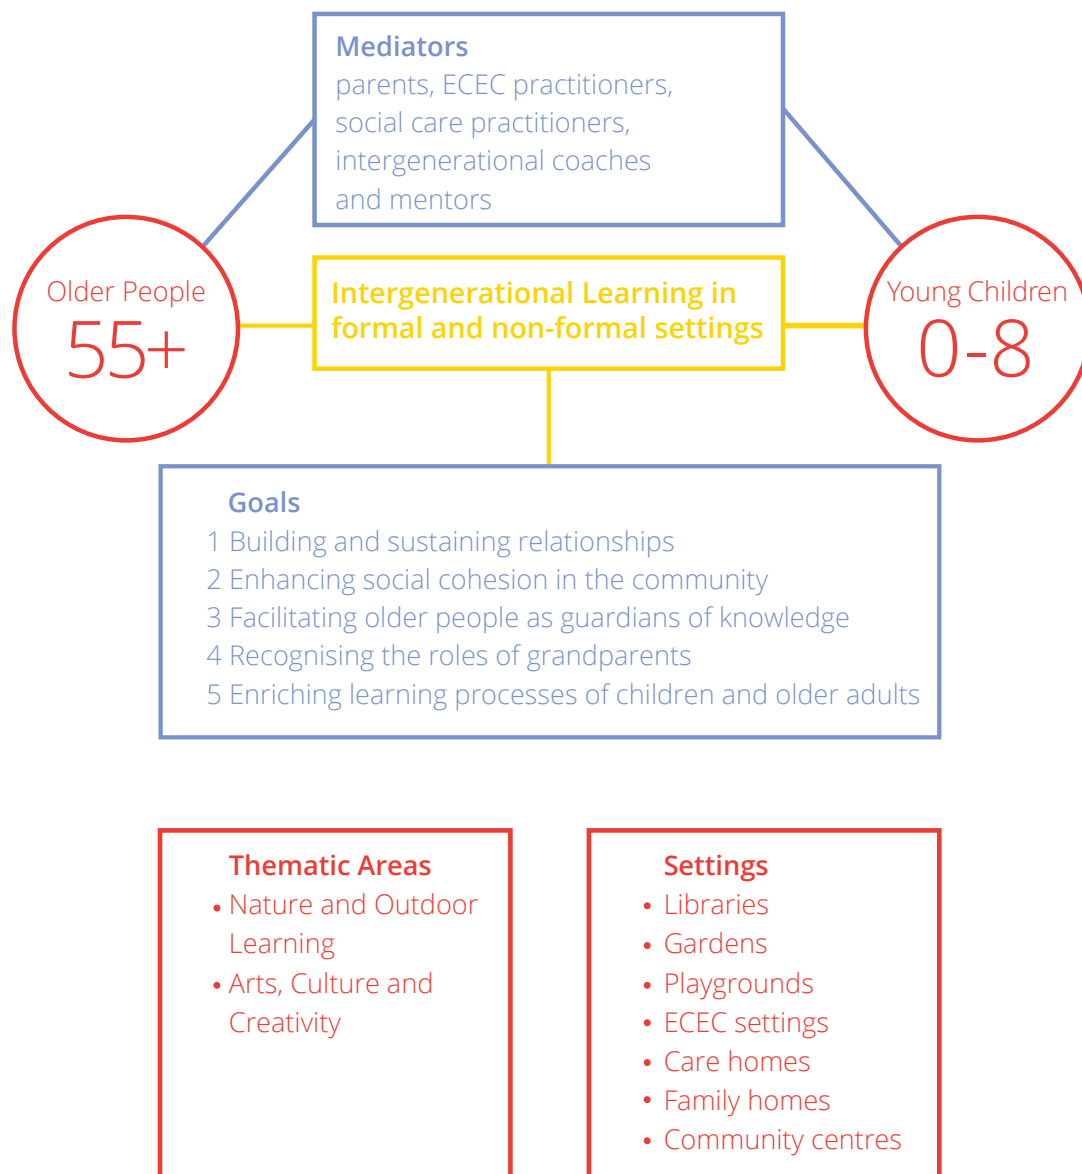 Mediators
parents, ECEC practitioners,
social care practitioners,
intergenerational coaches
and mentors
Older People
55+
Intergenerational Learning in
formal and non-formal settings
Young Children
0-8
Goals
1 Building and sustaining relationships
2 Enhancing social cohesion in the community
3 Facilitating older people as guardians of knowledge
4 Recognising the roles of grandparents
5 Enriching learning processes of children and older adults
Thematic Areas
• Nature and Outdoor
Learning
• Arts, Culture and
Creativity
Settings
• Libraries
• Gardens
• Playgrounds
• ECEC settings
• Care homes
• Family homes
• Community centres